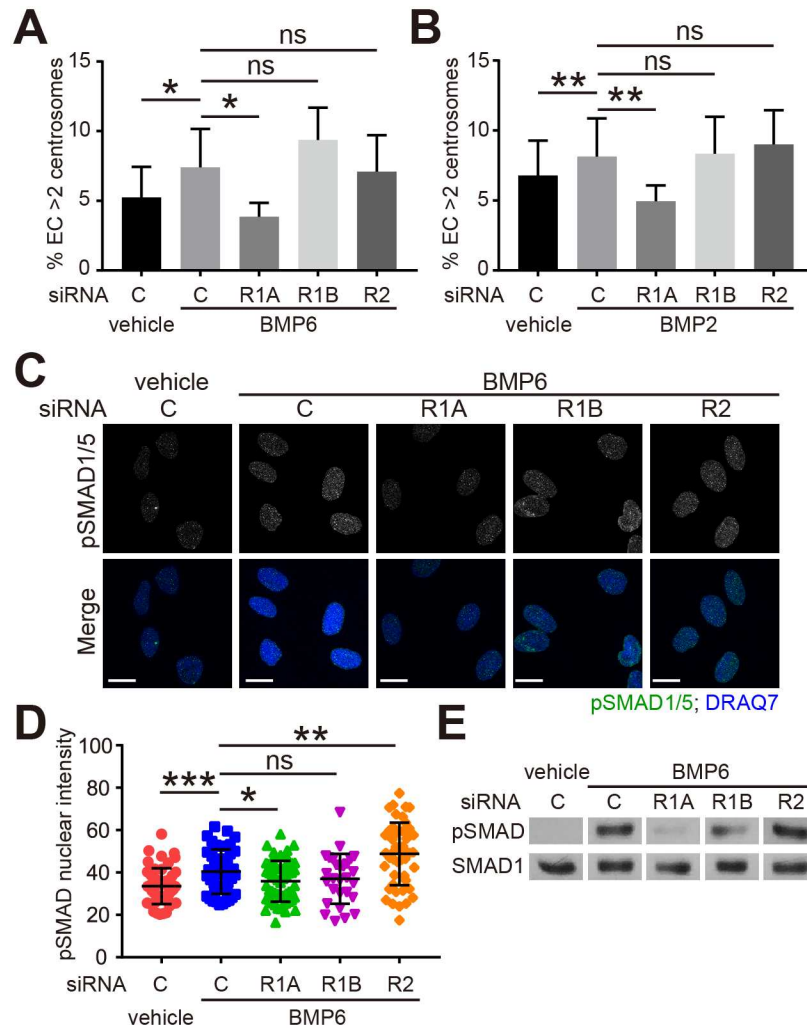 A
ns
ns
* *
15
10
5
0
% EC >2 centrosomes
siRNA C C R1A R1B R2
vehicle BMP6
B
ns
ns
** **
15
10
5
0
% EC >2 centrosomes
siRNA C C R1A R1B R2
vehicle BMP2
C
vehicle BMP6
siRNA C C R1A R1B R2
pSMAD1/5
Merge
pSMAD1/5; DRAQ7
D
**
ns
*** *
100
80
60
40
20
0
pSMAD nuclear intensity
siRNA C C R1A R1B R2
vehicle BMP6
E
vehicle BMP6
siRNA C C R1A R1B R2
pSMAD
SMAD1